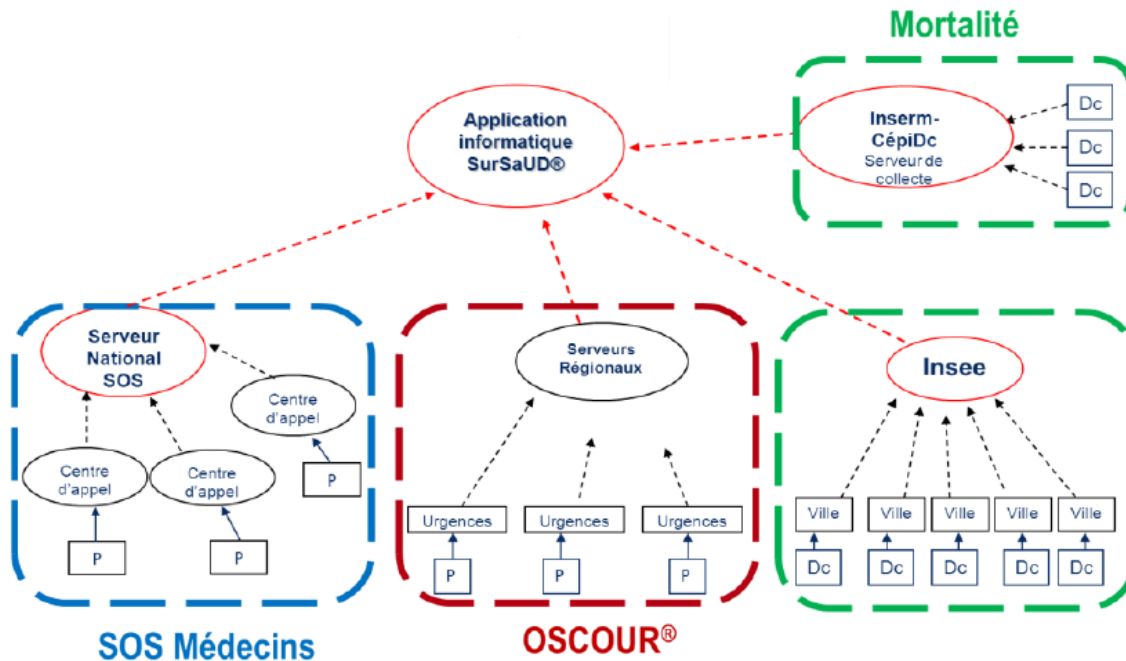 Mortalité
Application
informatique
SurSaUD®
Inserm-
CépiDc
Serveur de
collecte
Dc
Dc
Dc
Serveur
National
SOS
Centre
d'appel
Centre
d'appel
Centre
d'appel
P
P
P
SOS Médecins
Serveurs
Régionaux
Urgences
Urgences
Urgences
P
P
P
OSCOUR®
Insee
Ville
Ville
Ville
Ville
Ville
Dc
Dc
Dc
Dc
Dc